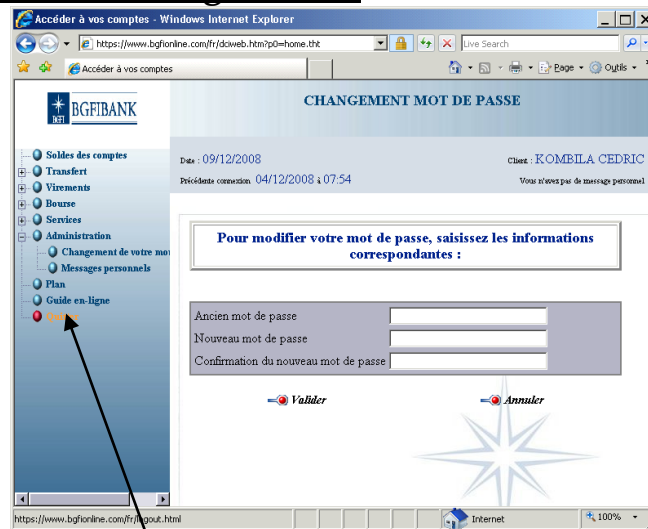 Accéder à vos comptes - Windows Internet Explorer
https://www.bgfionline.com/fr/dciweb.htm?p0=home.tht
Live Search
Accéder à vos comptes
Page
Outils
BGFI
BGFIBANK
CHANGEMENT MOT DE PASSE
Date : 09/12/2008
Client : KOMBILA CEDRIC
Précédente connexion 04/12/2008 à 07:54
Vous n'avez pas de message personnel
Soldes des comptes
Transfert
Virements
Bourse
Services
Administration
Changement de votre mo
Messages personnels
Plan
Guide en-ligne
Pour modifier votre mot de passe, saisissez les informations
correspondantes :
Ancien mot de passe
Nouveau mot de passe
Confirmation du nouveau mot de passe
Valider
Annuler
https://www.bgfionline.com/fr/logout.html
Internet
100%